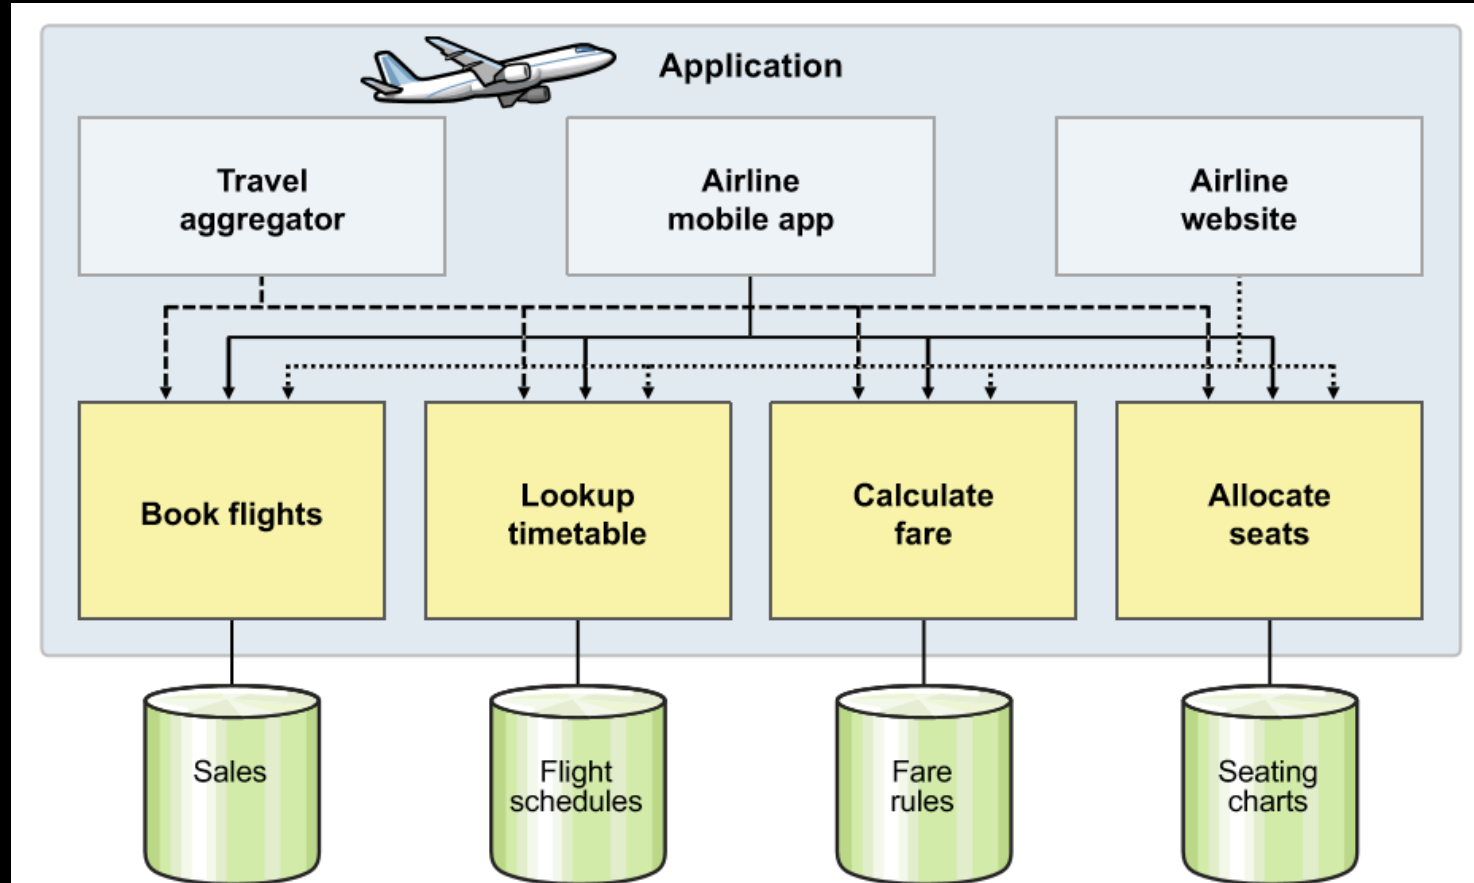 Application
Travel
aggregator
Airline
mobile app
Airline
website
Book flights
Lookup
timetable
Calculate
fare
Allocate
seats
Sales
Flight
schedules
Fare
rules
Seating
charts